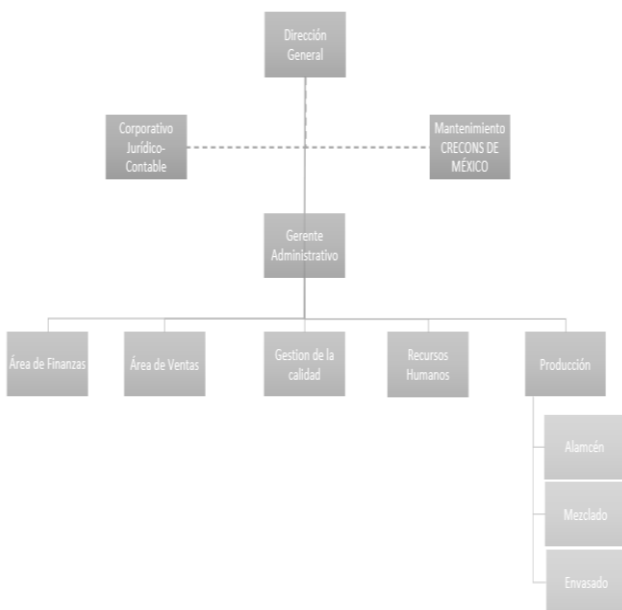 Dirección
General
Corporativo
Jurídico-
Contable
Mantenimiento
CRECONS DE
MÉXICO
Gerente
Administrativo
Área de Finanzas
Área de Ventas
Gestion de la
calidad
Recursos
Humanos
Producción
Alamcén
Mezclado
Envasado